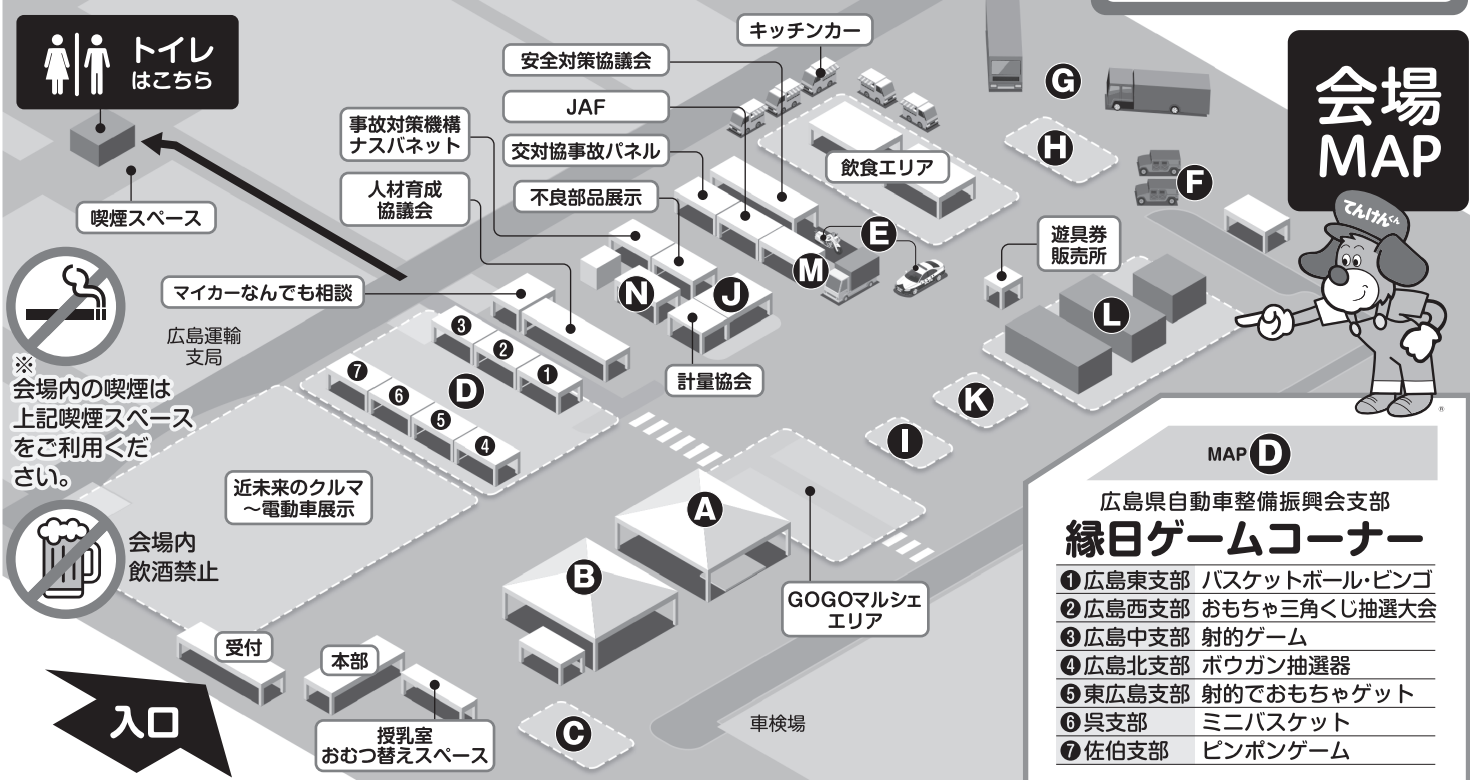 トイレ
はこちら
喫煙スペース
※
会場内の喫煙は
上記喫煙スペース
をご利用くだ
さい。
会場内
飲酒禁止
広島運輸
支局
マイカーなんでも相談
人材育成
協議会
事故対策機構
ナスバネット
安全対策協議会
JAF
交対協事故パネル
不良部品展示
キッチンカー
飲食エリア
計量協会
遊具券
販売所
近未来のクルマ
～電動車展示
GOGOマルシェ
エリア
受付
本部
授乳室
おむつ替えスペース
入口
車検場
A
B
C
D
E
F
G
H
I
J
K
L
M
N
❶
❷
❸
❹
❺
❻
❼
会場
MAP
てんけんくん
®
MAP D
広島県自動車整備振興会支部
縁日ゲームコーナー
❶広島東支部 バスケットボール・ビンゴ
❷広島西支部 おもちゃ三角くじ抽選大会
❸広島中支部 射的ゲーム
❹広島北支部 ボウガン抽選器
❺東広島支部 射的でおもちゃゲット
❻呉支部 ミニバスケット
❼佐伯支部 ピンポンゲーム